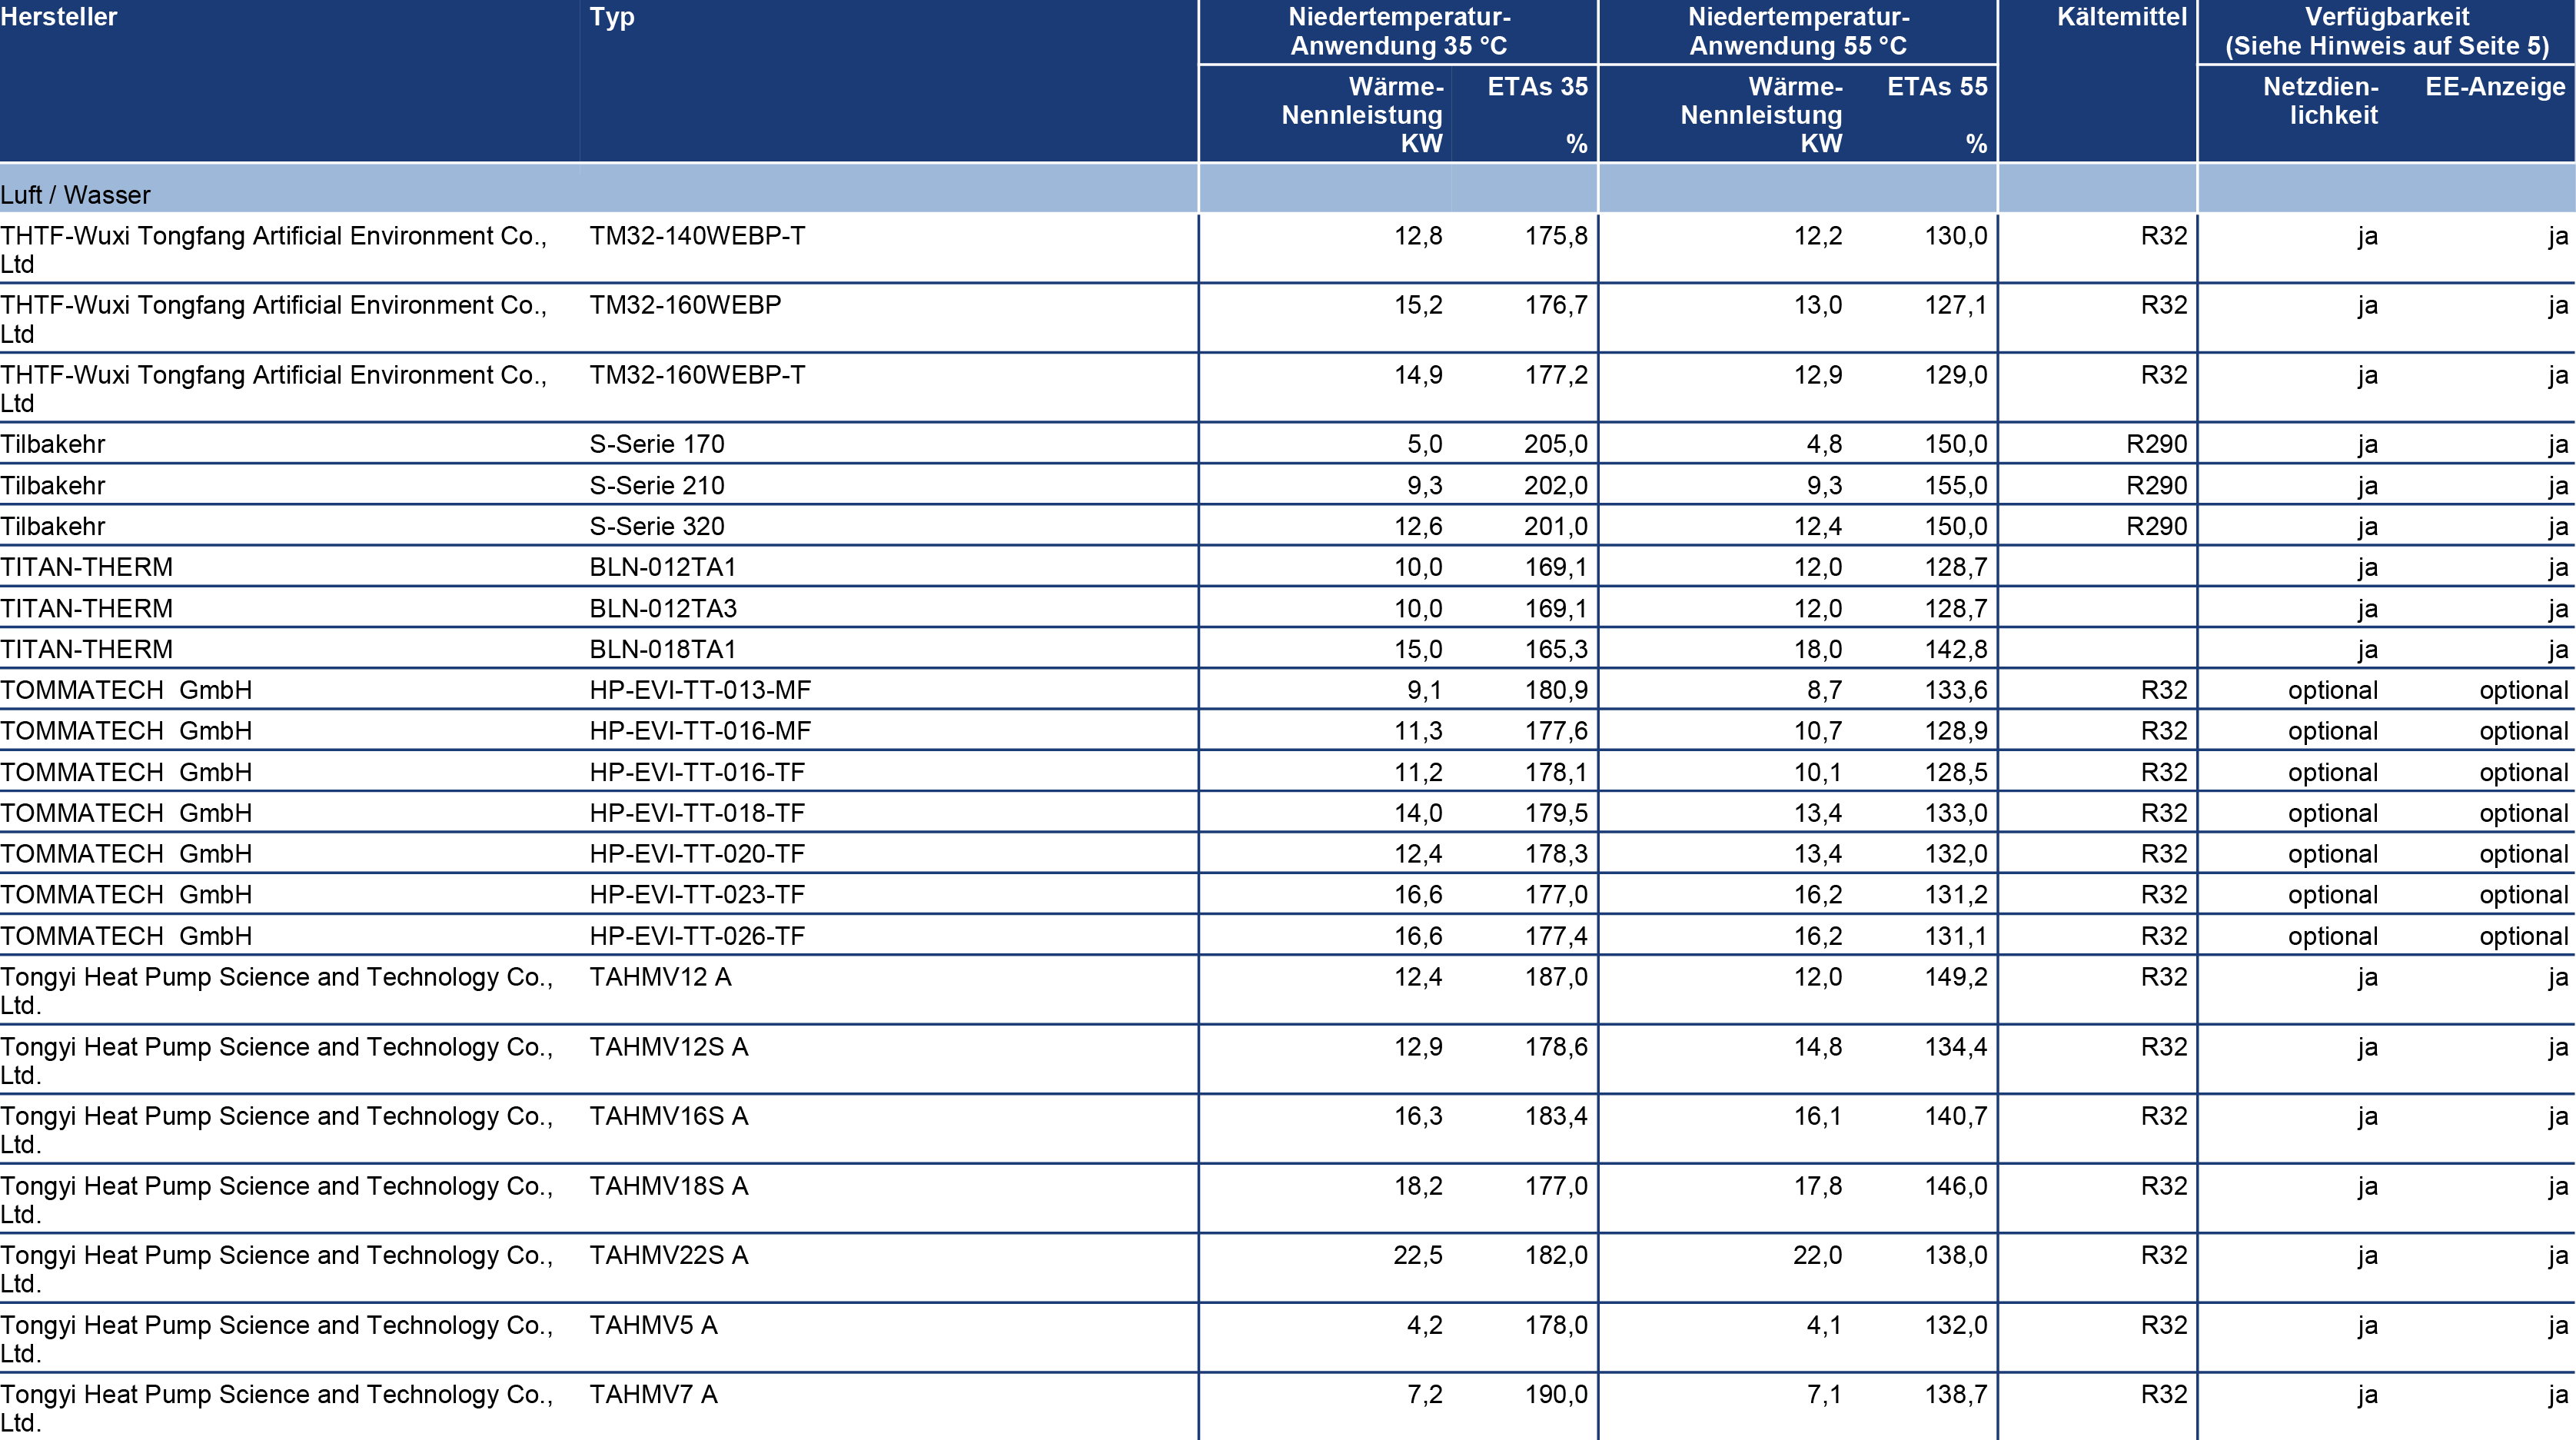 Hersteller Typ Niedertemperatur- Niedertemperatur- Kältemittel Verfügbarkeit
Anwendung 35 °C Anwendung 55 °C (Siehe Hinweis auf Seite 5)
Wärme- ETAs 35 Wärme- ETAs 55 Netzdien- EE-Anzeige
Nennleistung Nennleistung lichkeit
KW % KW %
Luft / Wasser
THTF-Wuxi Tongfang Artificial Environment Co., TM32-140WEBP-T 12,8 175,8 12,2 130,0 R32 ja ja
Ltd
THTF-Wuxi Tongfang Artificial Environment Co., TM32-160WEBP 15,2 176,7 13,0 127,1 R32 ja ja
Ltd
THTF-Wuxi Tongfang Artificial Environment Co., TM32-160WEBP-T 14,9 177,2 12,9 129,0 R32 ja ja
Ltd
Tilbakehr S-Serie 170 5,0 205,0 4,8 150,0 R290 ja ja
Tilbakehr S-Serie 210 9,3 202,0 9,3 155,0 R290 ja ja
Tilbakehr S-Serie 320 12,6 201,0 12,4 150,0 R290 ja ja
TITAN-THERM BLN-012TA1 10,0 169,1 12,0 128,7 ja ja
TITAN-THERM BLN-012TA3 10,0 169,1 12,0 128,7 ja ja
TITAN-THERM BLN-018TA1 15,0 165,3 18,0 142,8 ja ja
TOMMATECH  GmbH HP-EVI-TT-013-MF 9,1 180,9 8,7 133,6 R32 optional optional
TOMMATECH  GmbH HP-EVI-TT-016-MF 11,3 177,6 10,7 128,9 R32 optional optional
TOMMATECH  GmbH HP-EVI-TT-016-TF 11,2 178,1 10,1 128,5 R32 optional optional
TOMMATECH  GmbH HP-EVI-TT-018-TF 14,0 179,5 13,4 133,0 R32 optional optional
TOMMATECH  GmbH HP-EVI-TT-020-TF 12,4 178,3 13,4 132,0 R32 optional optional
TOMMATECH  GmbH HP-EVI-TT-023-TF 16,6 177,0 16,2 131,2 R32 optional optional
TOMMATECH  GmbH HP-EVI-TT-026-TF 16,6 177,4 16,2 131,1 R32 optional optional
Tongyi Heat Pump Science and Technology Co., TAHMV12 A 12,4 187,0 12,0 149,2 R32 ja ja
Ltd.
Tongyi Heat Pump Science and Technology Co., TAHMV12S A 12,9 178,6 14,8 134,4 R32 ja ja
Ltd.
Tongyi Heat Pump Science and Technology Co., TAHMV16S A 16,3 183,4 16,1 140,7 R32 ja ja
Ltd.
Tongyi Heat Pump Science and Technology Co., TAHMV18S A 18,2 177,0 17,8 146,0 R32 ja ja
Ltd.
Tongyi Heat Pump Science and Technology Co., TAHMV22S A 22,5 182,0 22,0 138,0 R32 ja ja
Ltd.
Tongyi Heat Pump Science and Technology Co., TAHMV5 A 4,2 178,0 4,1 132,0 R32 ja ja
Ltd.
Tongyi Heat Pump Science and Technology Co., TAHMV7 A 7,2 190,0 7,1 138,7 R32 ja ja
Ltd.